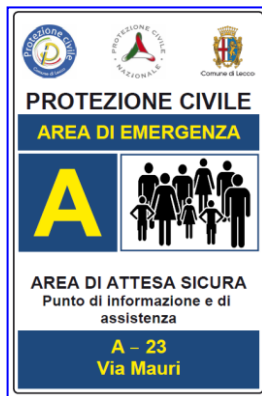 Protezione civile
Comune di Lecco
PROTEZIONE CIVILE
NAZIONALE
Comune di Lecco
PROTEZIONE CIVILE
AREA DI EMERGENZA
A
AREA DI ATTESA SICURA
Punto di informazione e di
assistenza
A – 23
Via Mauri